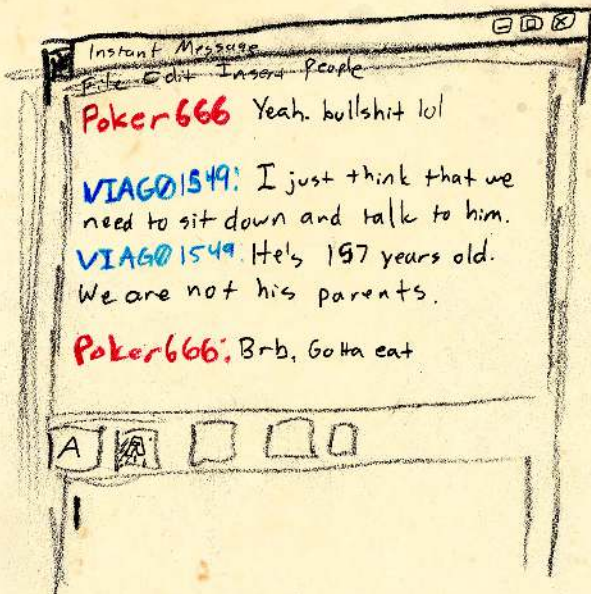 Instant Message
File Edit Insert People
Poker666 Yeah. bullshit lol
VIAGO1549: I just think that we
need to sit down and talk to him.
VIAGO1549: He's 157 years old.
We are not his parents.
Poker666: Brb, Gotta eat
A